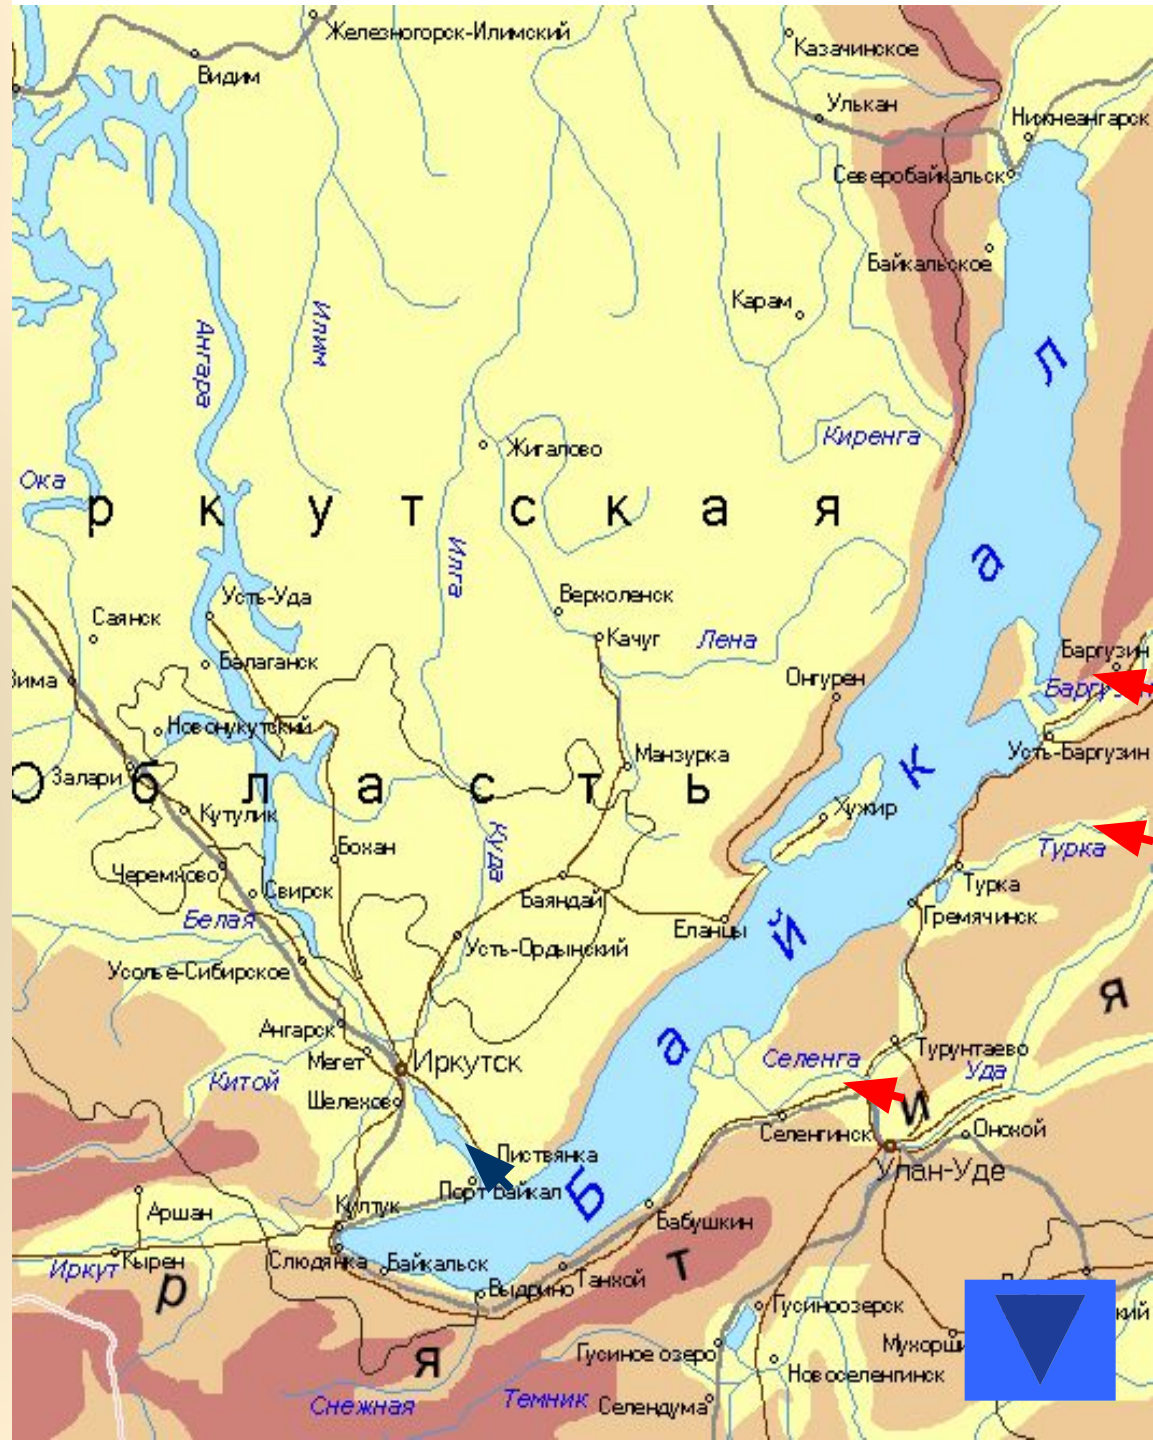 Железногорск-Илимский
Видим
Казачинское
Улькан
Нижнеангарск
Северобайкальск
Байкальское
Карам
Илим
Ангара
Киренга
Жигалово
Ока
р к у т с к а я
Илга
Усть-Уда
Верхоленск
Саянск
Качуг
Лена
Балаганск
Баргузин
Зима
Онгурен
Новонукутский
Усть-Баргузин
Манзурка
Залари
О б л а с т ь
Кутулик
Хужир
Куда
Бохан
Турка
Черемхово
Турка
Свирск
Баяндай
Гремячинск
Белая
Еланцы
Усть-Ордынский
Усолье-Сибирское
Б а й к а л
Ангарск
Иркутск
Мегет
Селенга
Турунтаево
Уда
Китой
Шелехов
Селенгинск
Онохой
Листвянка
Улан-Уде
Порт Байкал
Култук
Аршан
Бабушкин
Иркут
Кырен
Слюдянка
Байкальск
Танхой
Выдрино
р я т и я
Гусиноозерск
Гусиное озеро
Новоселенгинск
Снежная
Темник
Селендума